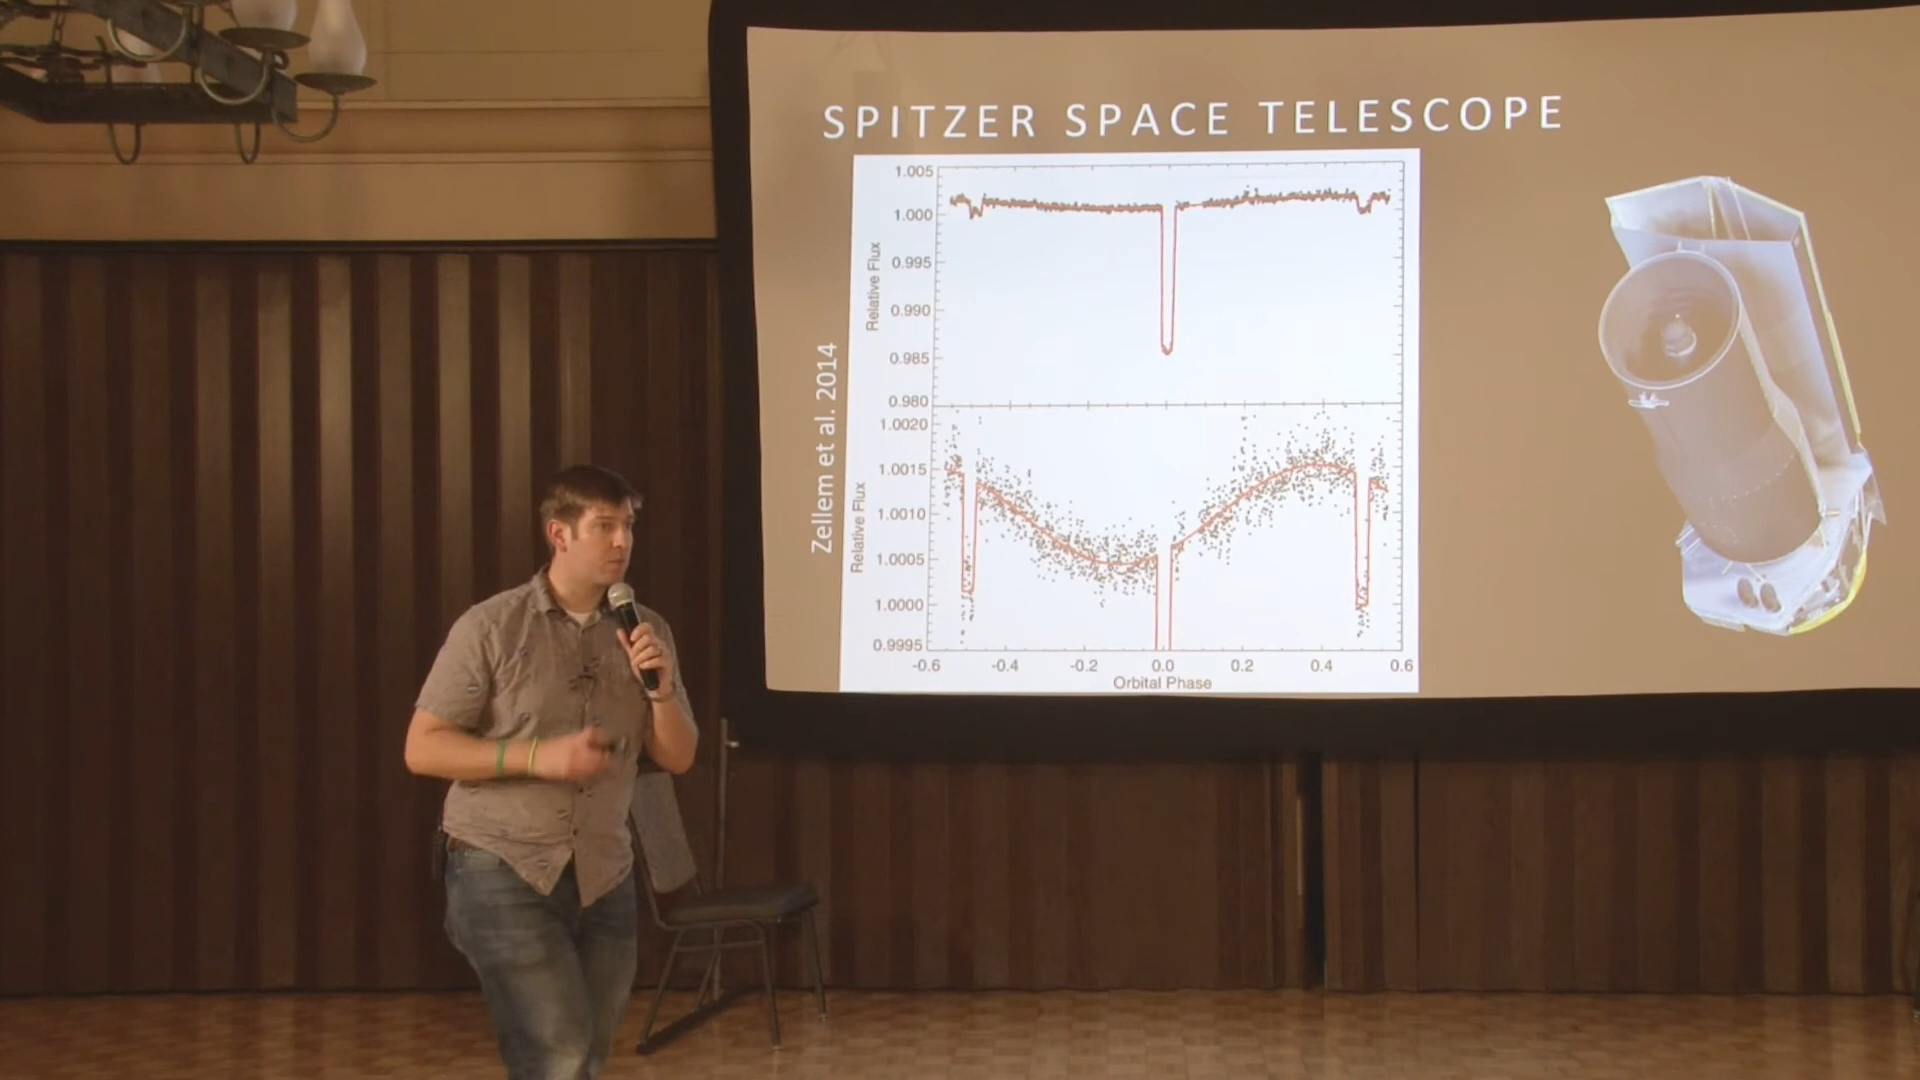 SPITZER SPACE TELESCOPE
Zellem et al. 2014
Relative Flux
1.005
1.000
0.995
0.990
0.985
0.980
Relative Flux
1.0020
1.0015
1.0010
1.0005
1.0000
0.9995
-0.6 -0.4 -0.2 0.0 0.2 0.4 0.6
Orbital Phase